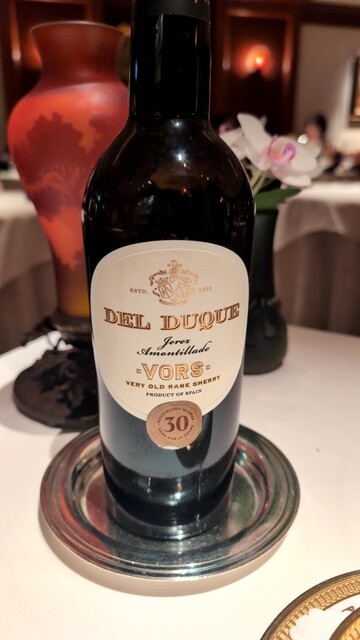 ESTD. 1835
DEL DUQUE
Jerez
Amontillado
-VORS-
VERY OLD RARE SHERRY
PRODUCT OF SPAIN
30